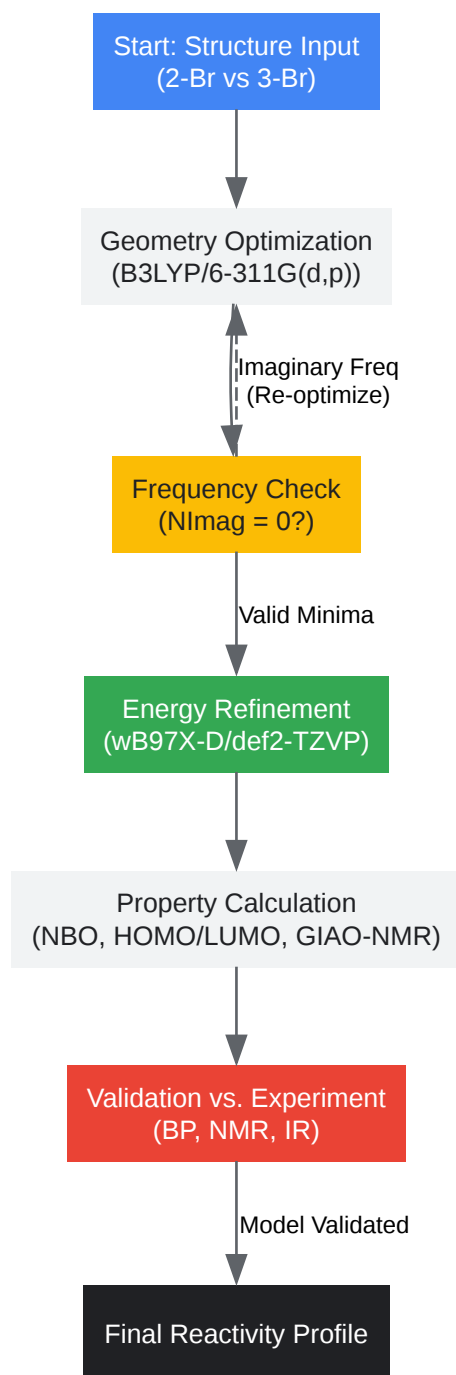 Start: Structure Input
(2-Br vs 3-Br)
Geometry Optimization
(B3LYP/6-311G(d,p))
Imaginary Freq
(Re-optimize)
Frequency Check
(NImag = 0?)
Valid Minima
Energy Refinement
(wB97X-D/def2-TZVP)
Property Calculation
(NBO, HOMO/LUMO, GIAO-NMR)
Validation vs. Experiment
(BP, NMR, IR)
Model Validated
Final Reactivity Profile